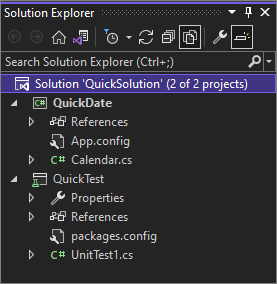 Solution Explorer
Search Solution Explorer (Ctrl+;)
Solution 'QuickSolution' (2 of 2 projects)
C# QuickDate
References
App.config
C# Calendar.cs
QuickTest
Properties
References
packages.config
C# UnitTest1.cs